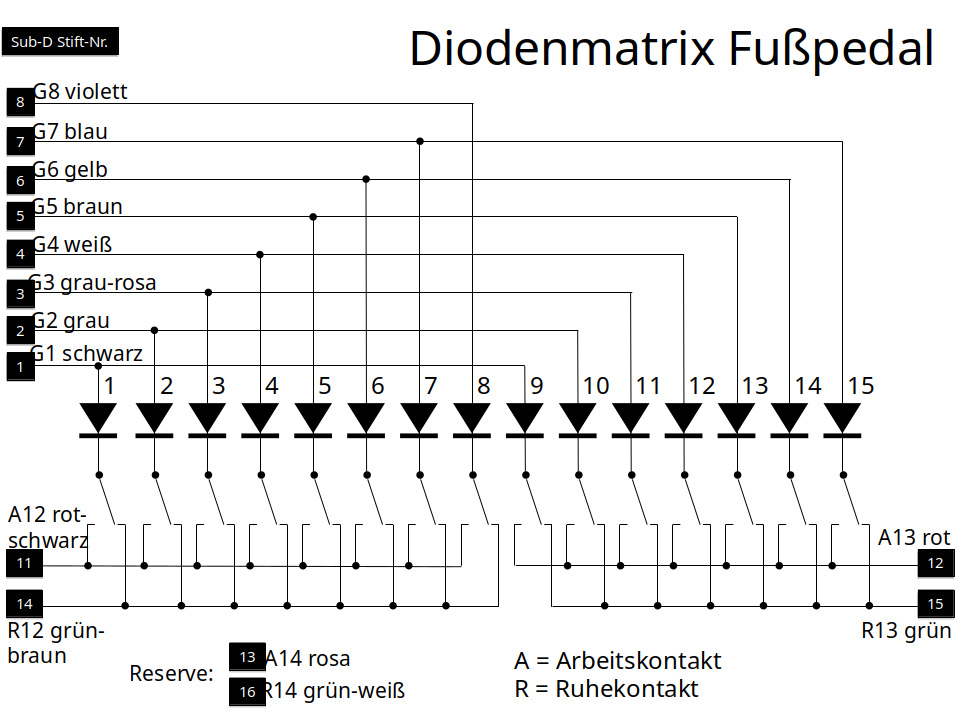 Sub-D Stift-Nr.
Diodenmatrix Fußpedal
8 G8 violett
7 G7 blau
6 G6 gelb
5 G5 braun
4 G4 weiß
3 G3 grau-rosa
2 G2 grau
1 G1 schwarz
1 2 3 4 5 6 7 8 9 10 11 12 13 14 15
A12 rot-
schwarz
A13 rot
11
12
14
15
R12 grün-
braun
R13 grün
Reserve:
13 A14 rosa
16 R14 grün-weiß
A = Arbeitskontakt
R = Ruhekontakt